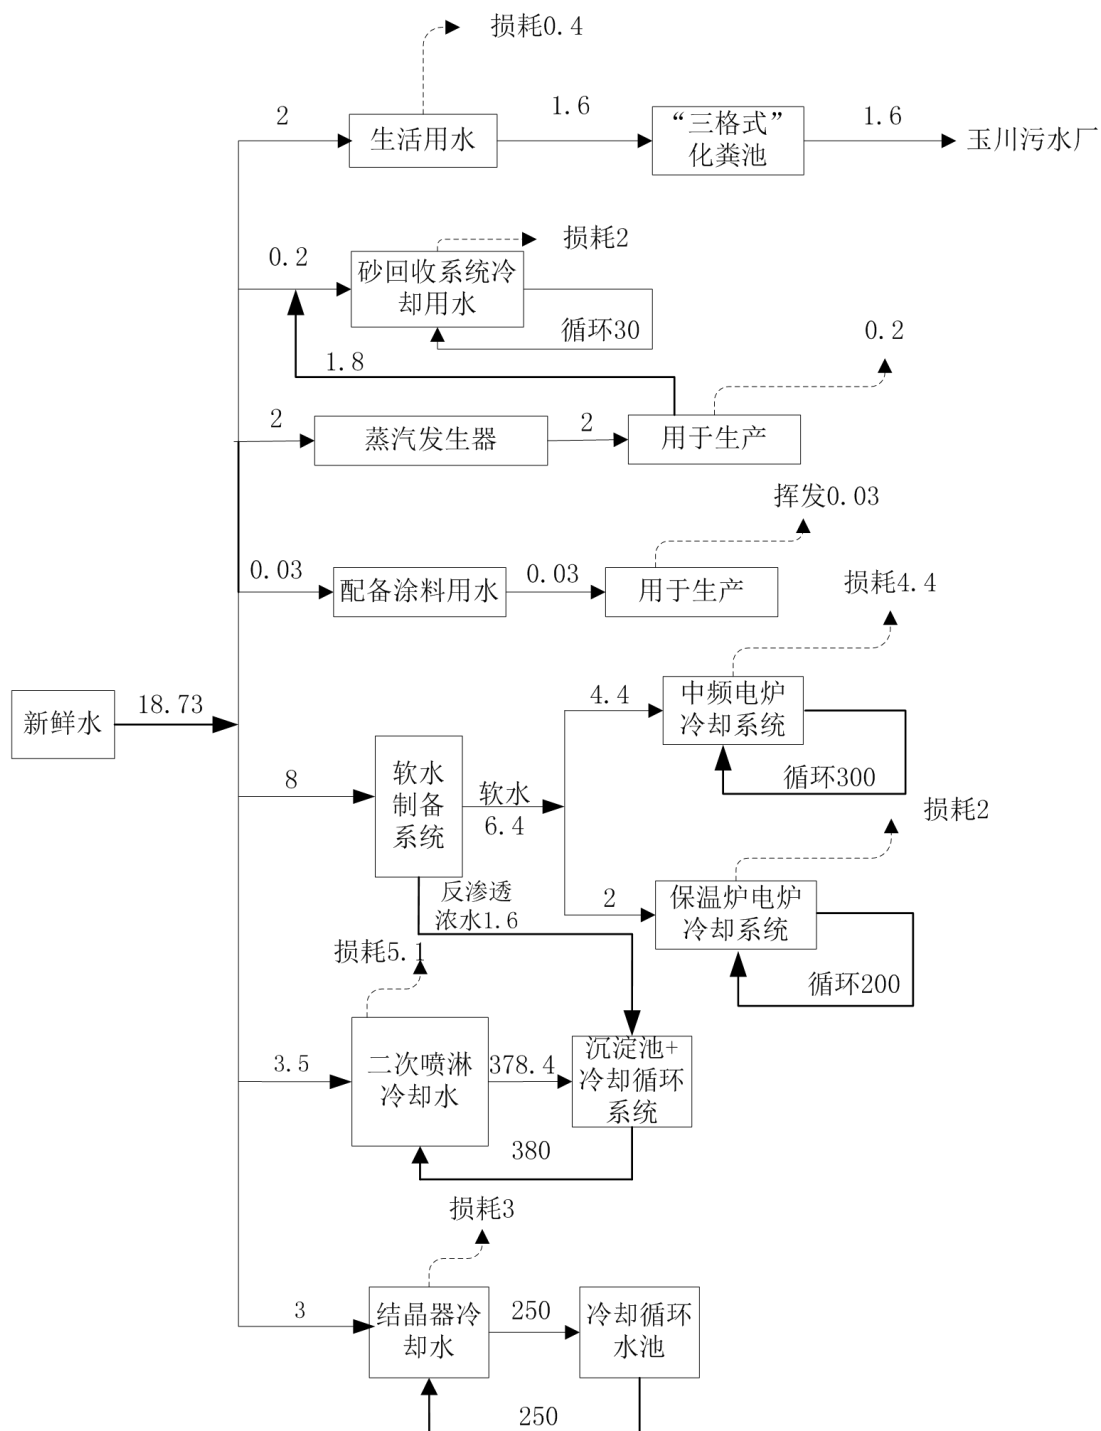 损耗0.4
2
生活用水
1.6
“三格式”
化粪池
1.6
玉川污水厂
0.2
砂回收系统冷
却用水
损耗2
循环30
1.8
0.2
2
蒸汽发生器
2
用于生产
挥发0.03
0.03
配备涂料用水
0.03
用于生产
损耗4.4
新鲜水
18.73
8
软水
制备
系统
软水
6.4
4.4
中频电炉
冷却系统
循环300
损耗2
2
保温炉电炉
冷却系统
循环200
反渗透
浓水1.6
损耗5.1
3.5
二次喷淋
冷却水
378.4
沉淀池+
冷却循环
系统
380
损耗3
3
结晶器冷
却水
250
冷却循环
水池
250